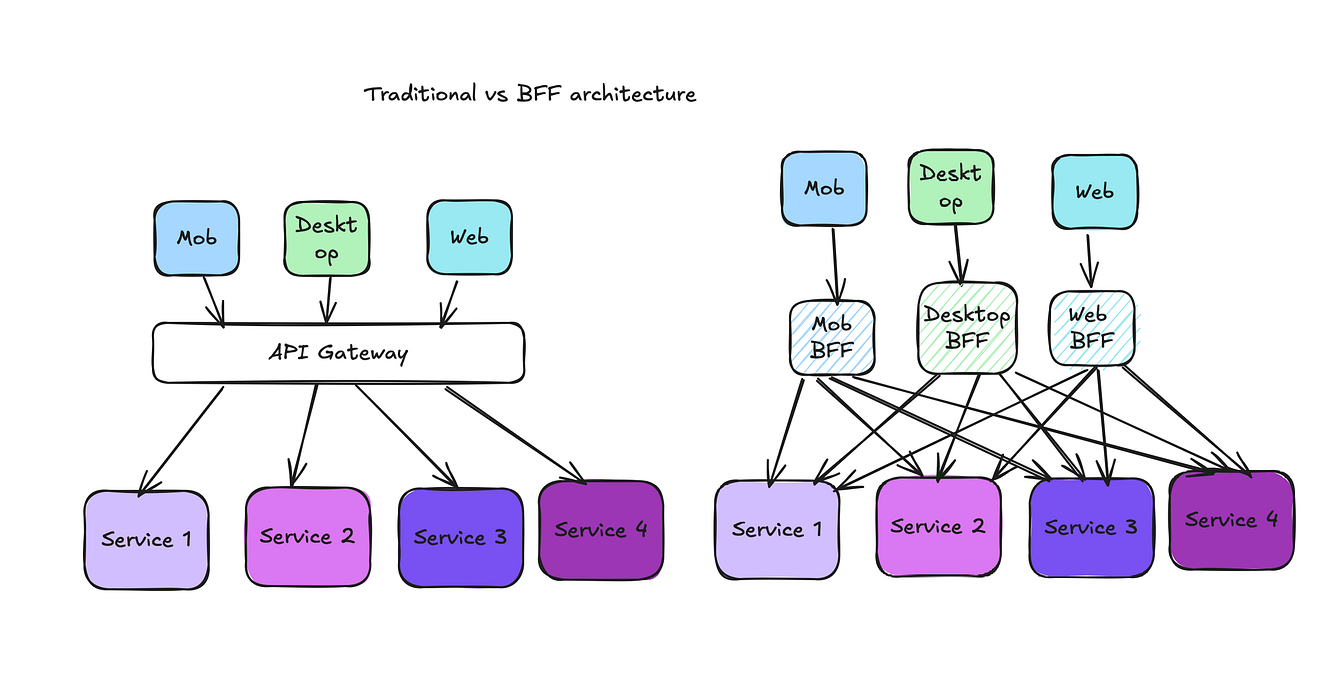 Traditional vs BFF architecture
Mob
Deskt
op
Web
API Gateway
Service 1
Service 2
Service 3
Service 4
Mob
Deskt
op
Web
Mob
BFF
Desktop
BFF
Web
BFF
Service 1
Service 2
Service 3
Service 4